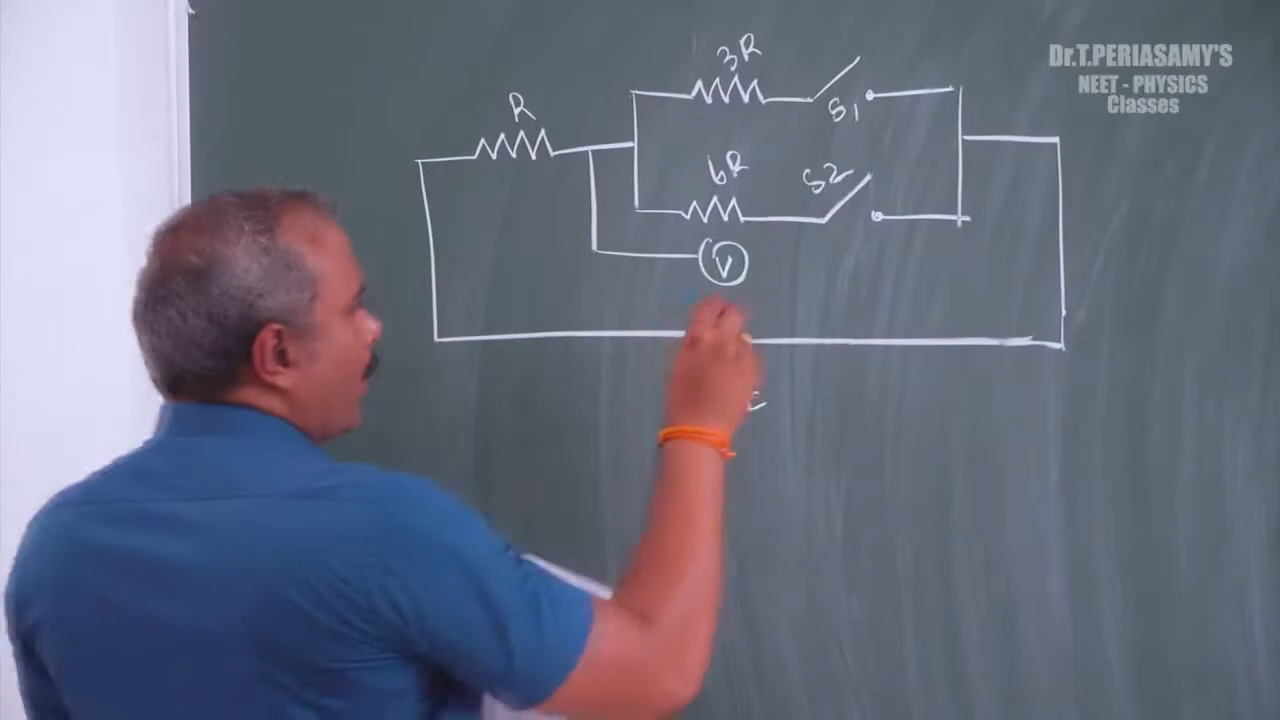 Dr.T.PERIASAMY'S
NEET - PHYSICS
Classes
3R
R
S1
6R
S2
V